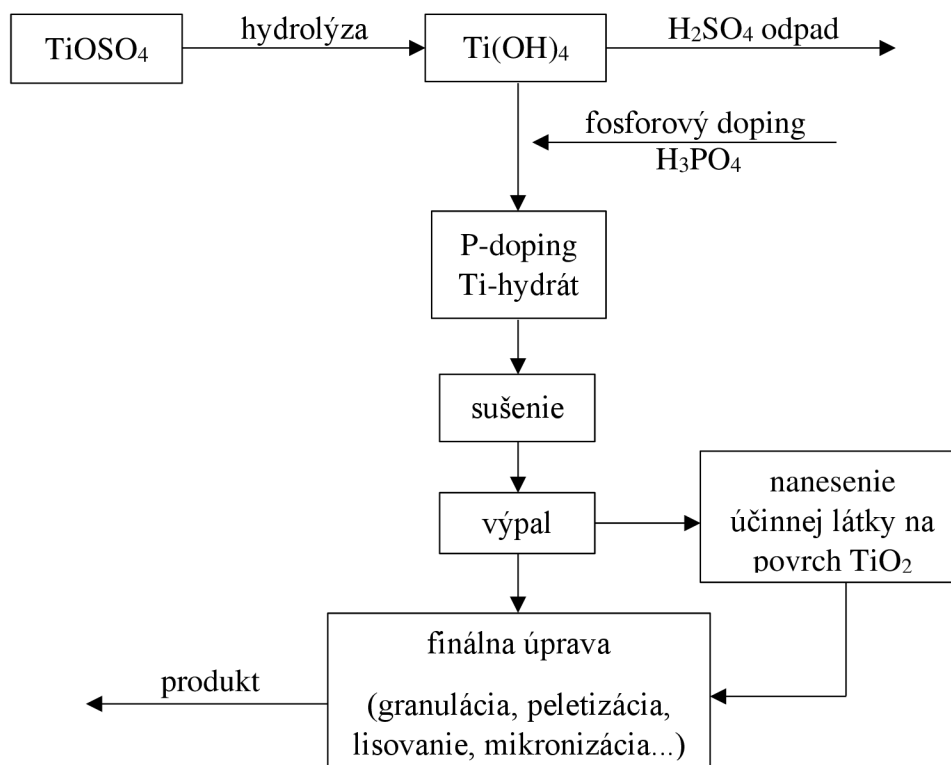 TiOSO₄
hydrolýza
Ti(OH)₄
H₂SO₄ odpad
fosforový doping
H₃PO₄
P-doping
Ti-hydrát
sušenie
výpal
nanesenie
účinnej látky na
povrch TiO₂
finálna úprava
(granulácia, peletizácia,
lisovanie, mikronizácia...)
produkt